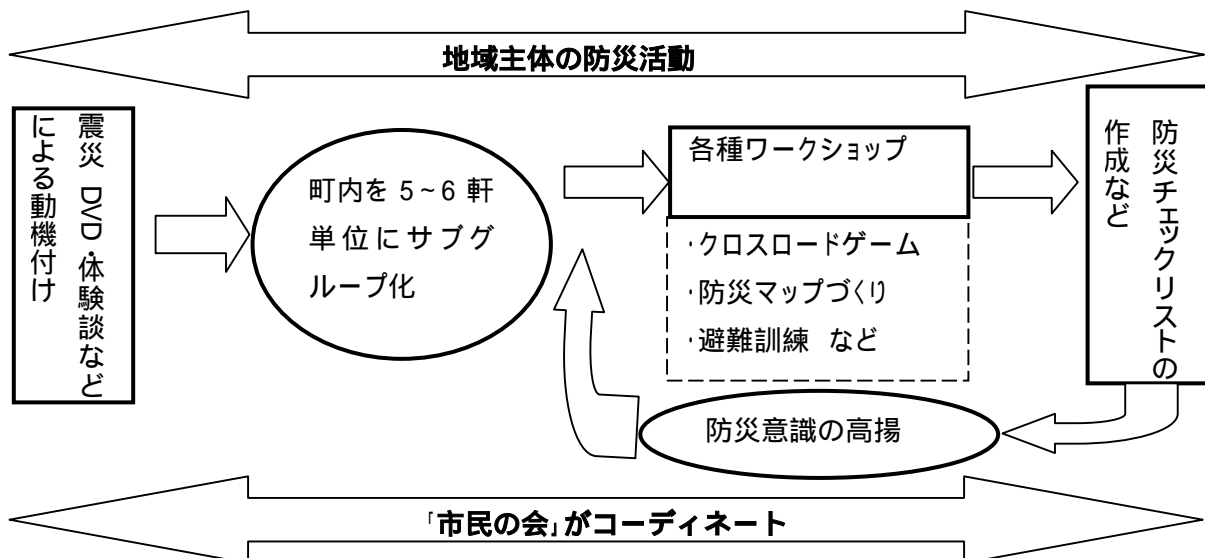 地域主体の防災活動
震災 DVD・体験談など
による動機付け
町内を 5~6 軒
単位にサブグ
ループ化
各種ワークショップ
・クロスロードゲーム
・防災マップづくり
・避難訓練 など
防災チェックリストの
作成など
防災意識の高揚
「市民の会」がコーディネート